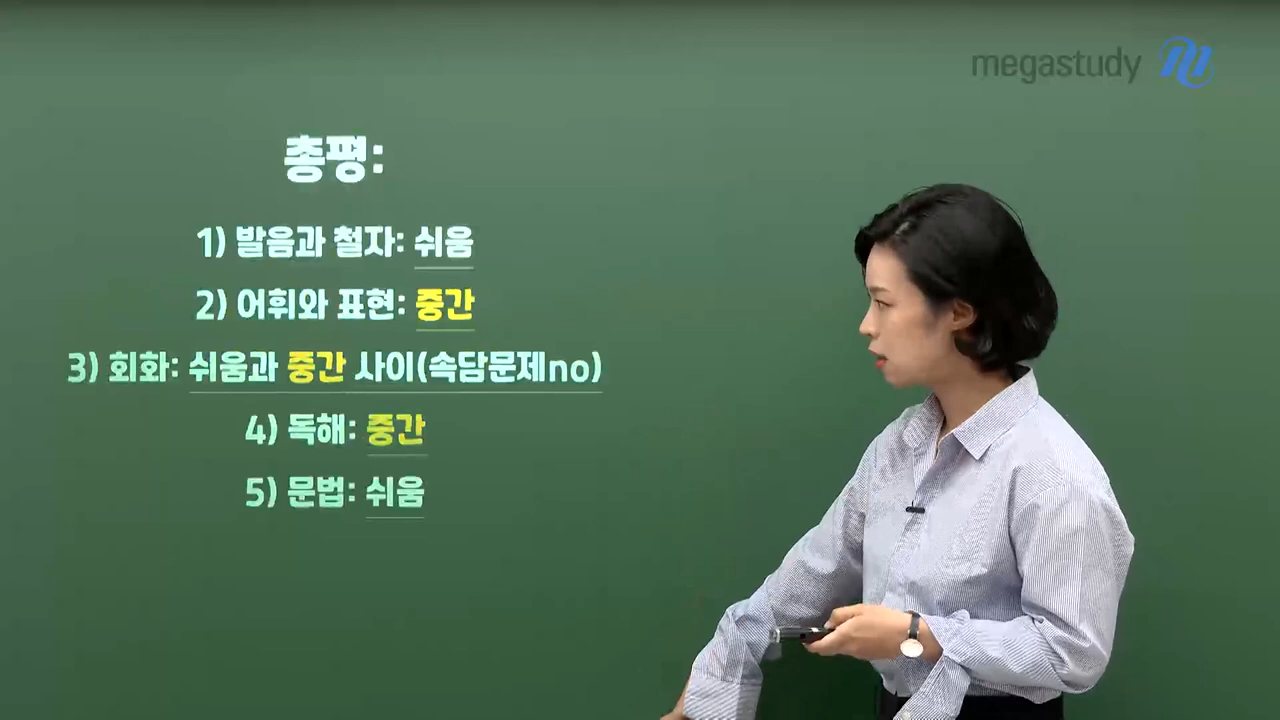 megastudy
총평:
1) 발음과 철자: 쉬움
2) 어휘와 표현: 중간
3) 회화: 쉬움과 중간 사이(속담문제no)
4) 독해: 중간
5) 문법: 쉬움